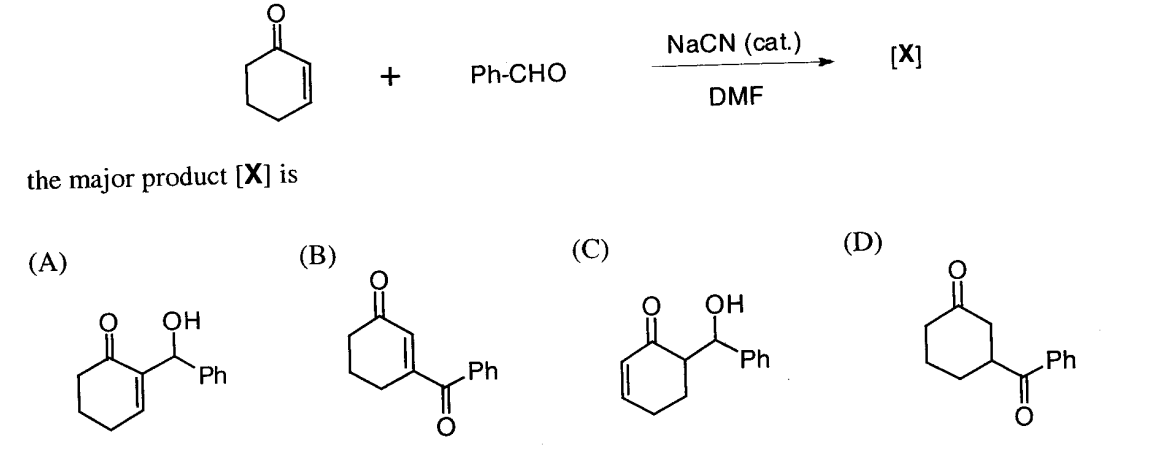 O
+ Ph-CHO NaCN (cat.) [X]
DMF
the major product [X] is
(A) (B) (C) (D)
O OH O O OH O
Ph Ph Ph Ph
O O